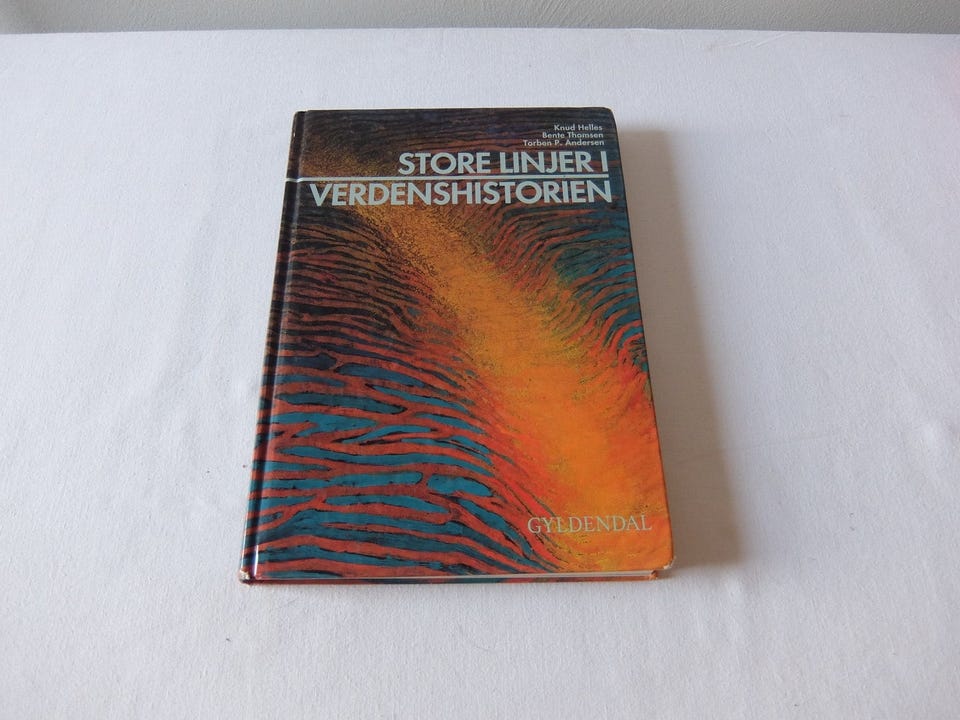 Knud Helles
Bente Thomsen
Torben P. Andersen
STORE LINJER I
VERDENSHISTORIEN
GYLDENDAL